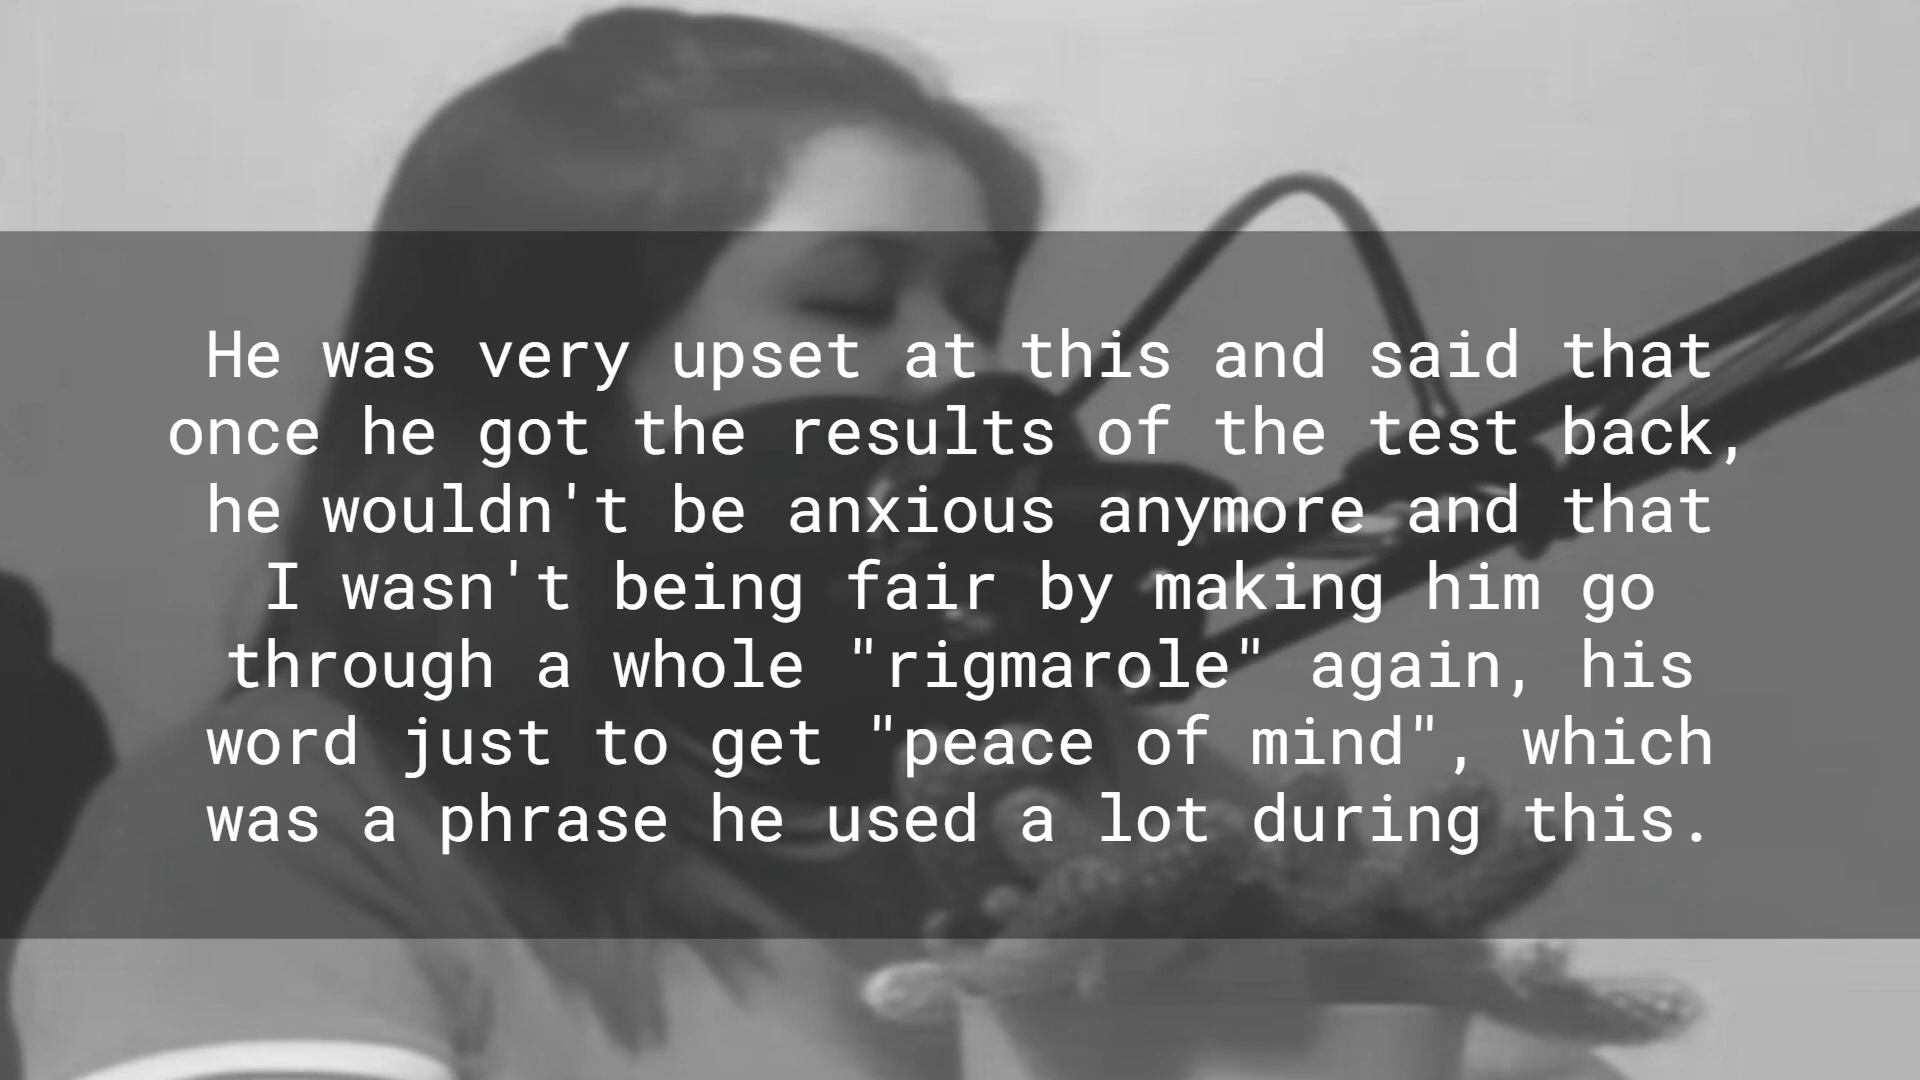 He was very upset at this and said that
once he got the results of the test back,
he wouldn't be anxious anymore and that
I wasn't being fair by making him go
through a whole "rigmarole" again, his
word just to get "peace of mind", which
was a phrase he used a lot during this.